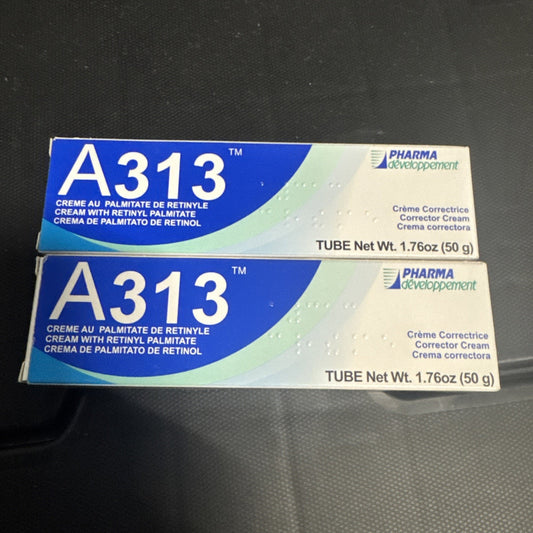 A313™
CREME AU PALMITATE DE RETINYLE
CREAM WITH RETINYL PALMITATE
CREMA DE PALMITATO DE RETINOL
PHARMA
développement
Crème Correctrice
Corrector Cream
Crema correctora
TUBE Net Wt. 1.76oz (50 g)
A313™
CREME AU PALMITATE DE RETINYLE
CREAM WITH RETINYL PALMITATE
CREMA DE PALMITATO DE RETINOL
PHARMA
développement
Crème Correctrice
Corrector Cream
Crema correctora
TUBE Net Wt. 1.76oz (50 g)